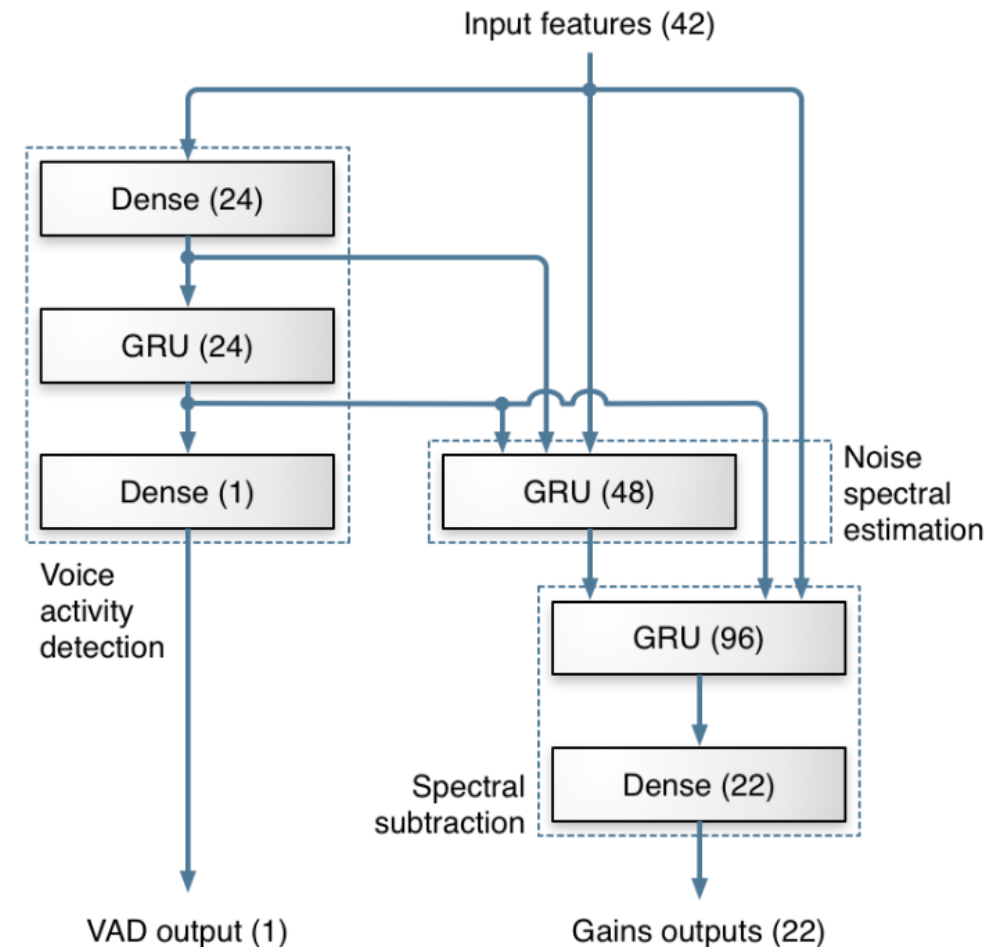 Input features (42)
Dense (24)
GRU (24)
Dense (1)
Voice
activity
detection
GRU (48)
Noise
spectral
estimation
GRU (96)
Dense (22)
Spectral
subtraction
VAD output (1)
Gains outputs (22)